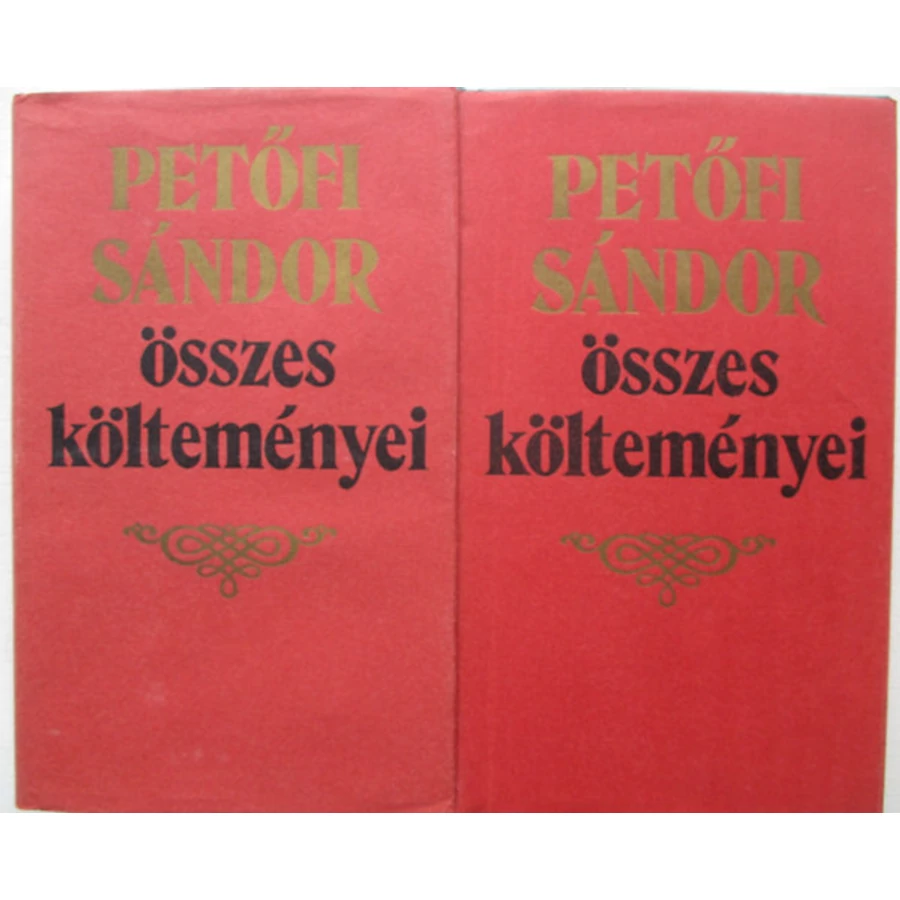 PETŐFI
SÁNDOR
összes
költeményei
PETŐFI
SÁNDOR
összes
költeményei